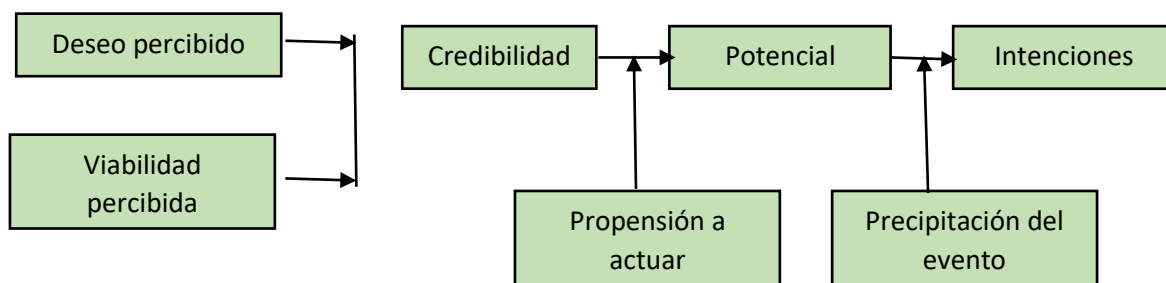 Deseo percibido
Credibilidad
Potencial
Intenciones
Viabilidad
percibida
Propensión a
actuar
Precipitación del
evento